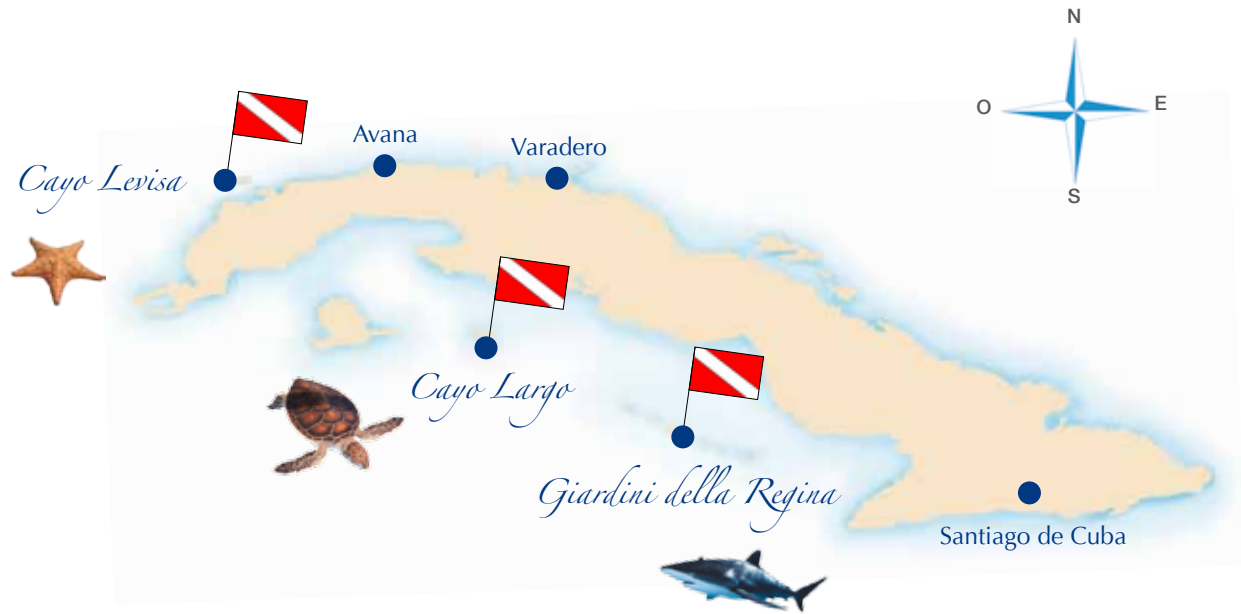 N
O
E
S
Avana
Varadero
Cayo Levisa
Cayo Largo
Giardini della Regina
Santiago de Cuba